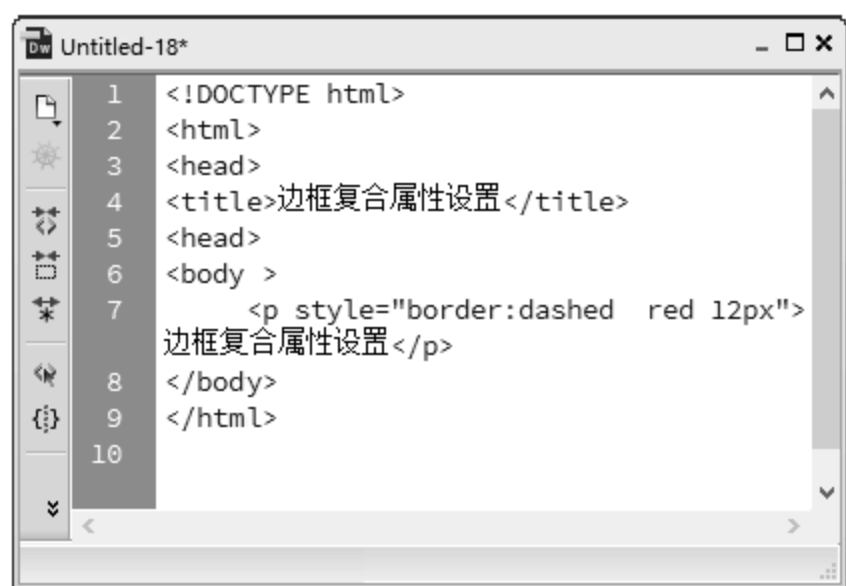 Dw Untitled-18*
1 <!DOCTYPE html>
2 <html>
3 <head>
4 <title>边框复合属性设置</title>
5 <head>
6 <body >
7 <p style="border:dashed  red 12px">
边框复合属性设置</p>
8 </body>
9 </html>
10